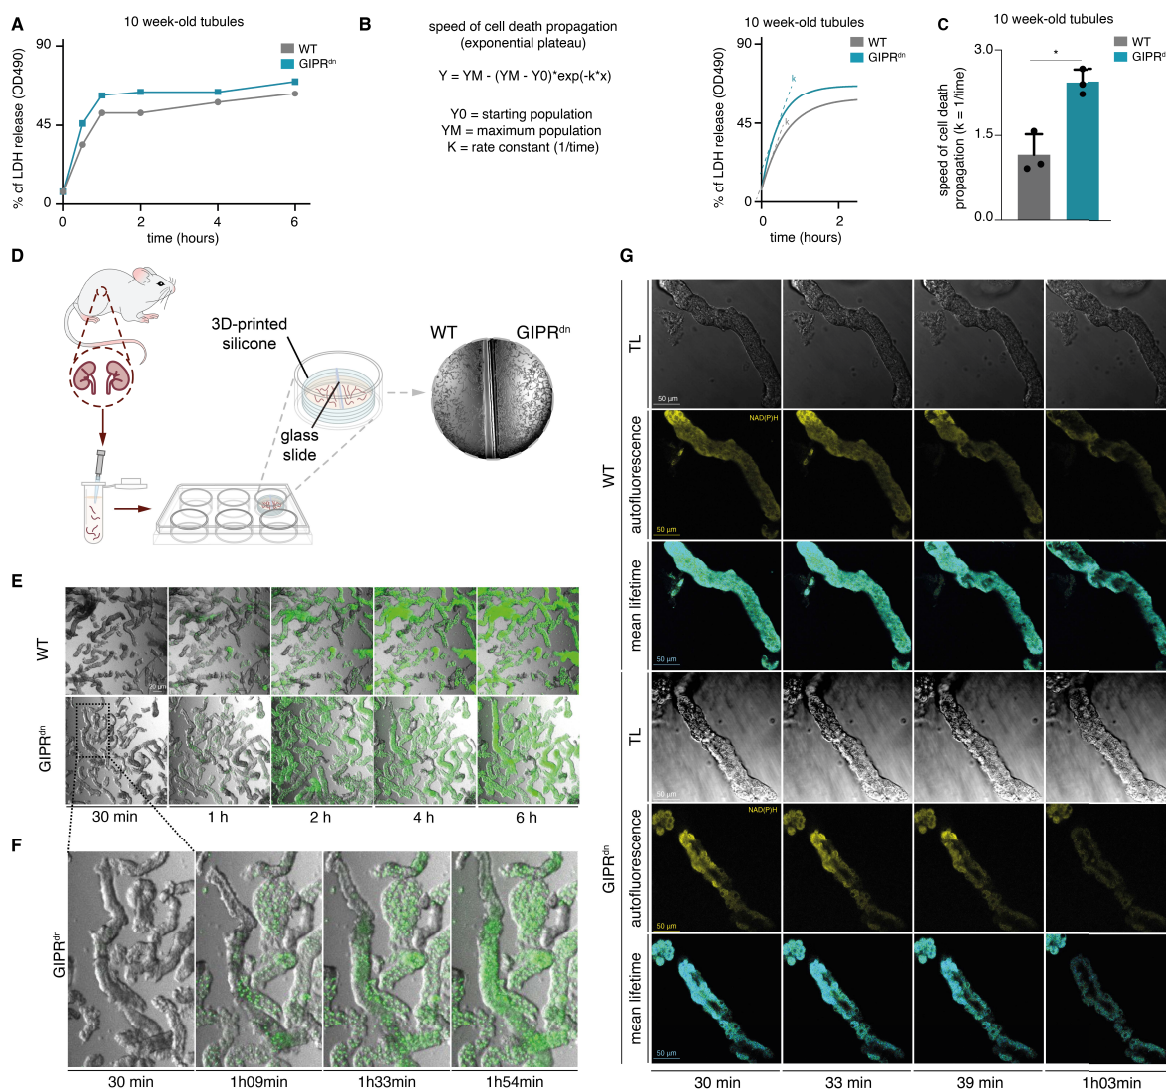 A
10 week-old tubules
WT
GIPRdn
% cf LDH release (OD490)
90
45
0
0
2
4
6
time (hours)
B
speed of cell death propagation
(exponential plateau)
Y = YM - (YM - Y0)*exp(-k*x)
Y0 = starting population
YM = maximum population
K = rate constant (1/time)
10 week-old tubules
WT
GIPRdn
% cf LDH release (OD490)
90
45
0
k
k
0
2
time (hours)
C
10 week-old tubules
WT
GIPRd
speed of cell death
propagation (k = 1/time)
3.0
1.5
0.0
*
D
3D-printed
silicone
glass
slide
WT
GIPRdn
E
WT
GIPRdn
30 min
1 h
2 h
4 h
6 h
F
GIPRdr
30 min
1h09min
1h33min
1h54min
G
WT
TL
50 µm
autofluorescence
NAD(P)H
50 µm
mean lifetime
50 µm
GIPRdn
TL
50 µm
autofluorescence
NAD(P)H
50 µm
mean lifetime
50 µm
30 min
33 min
39 min
1h03min